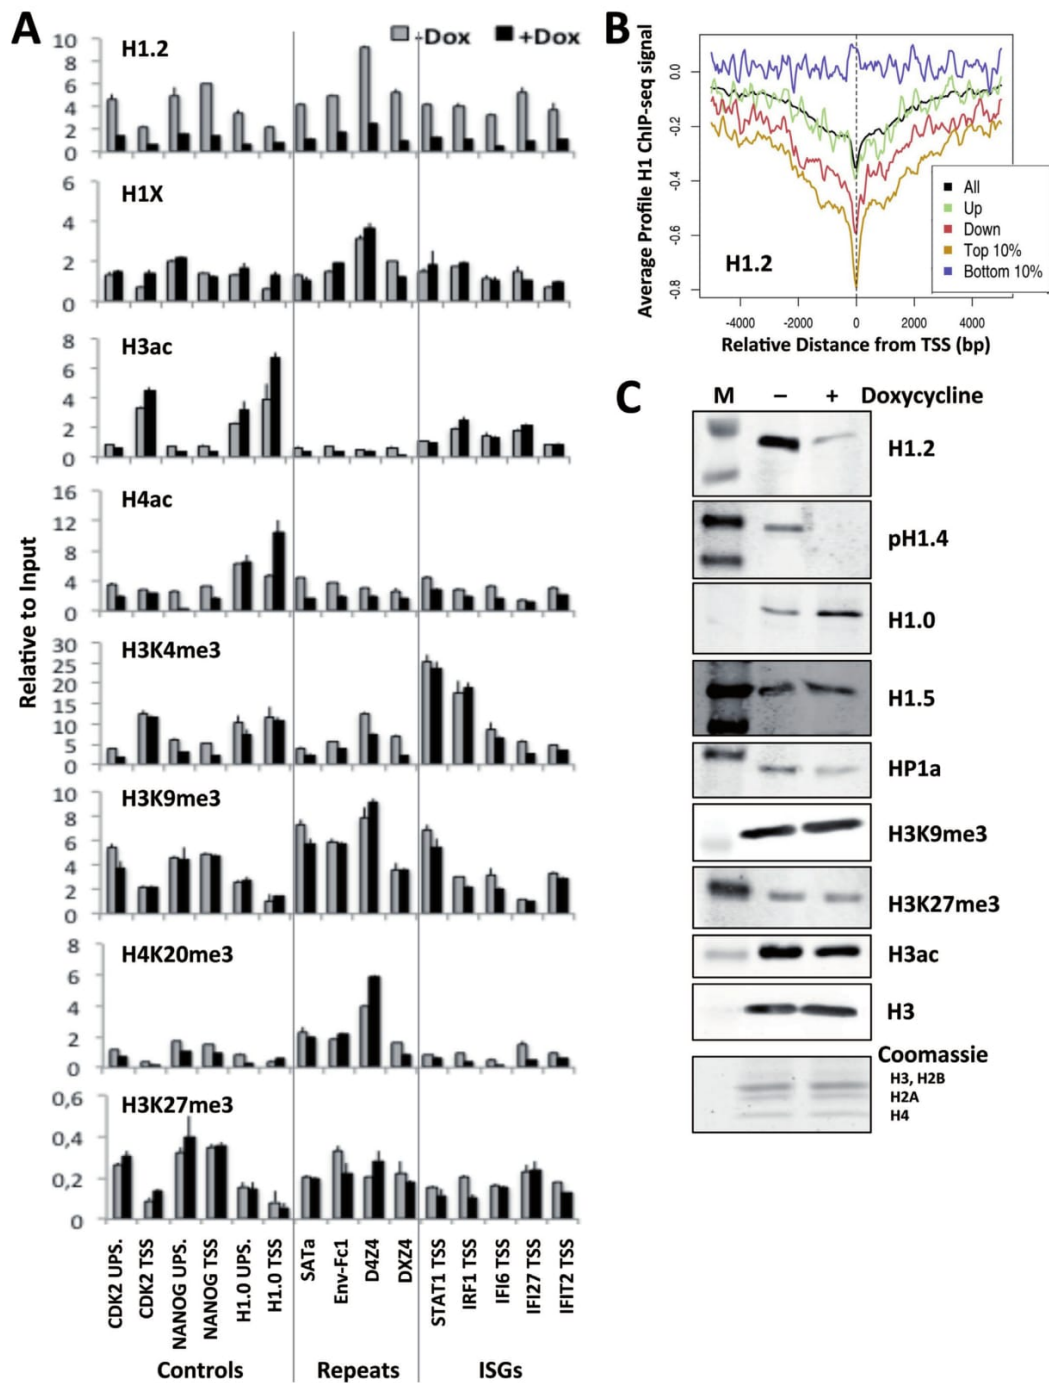 A
-Dox +Dox
H1.2
10
8
6
4
2
0
H1X
6
4
2
0
H3ac
8
6
4
2
0
H4ac
16
12
8
4
0
H3K4me3
30
25
20
15
10
5
0
H3K9me3
10
8
6
4
2
0
H4K20me3
8
6
4
2
0
H3K27me3
0,6
0,4
0,2
0
Relative to Input
CDK2 UPS.
CDK2 TSS
NANOG UPS.
NANOG TSS
H1.0 UPS.
H1.0 TSS
SATa
Env-Fc1
D4Z4
DXZ4
STAT1 TSS
IRF1 TSS
IFI6 TSS
IFI27 TSS
IFIT2 TSS
Controls Repeats ISGs
B
Average Profile H1 ChIP-seq signal
0.0
-0.2
-0.4
-0.6
-0.8
H1.2
All
Up
Down
Top 10%
Bottom 10%
-4000 -2000 0 2000 4000
Relative Distance from TSS (bp)
C
M – + Doxycycline
H1.2
pH1.4
H1.0
H1.5
HP1a
H3K9me3
H3K27me3
H3ac
H3
Coomassie
H3, H2B
H2A
H4